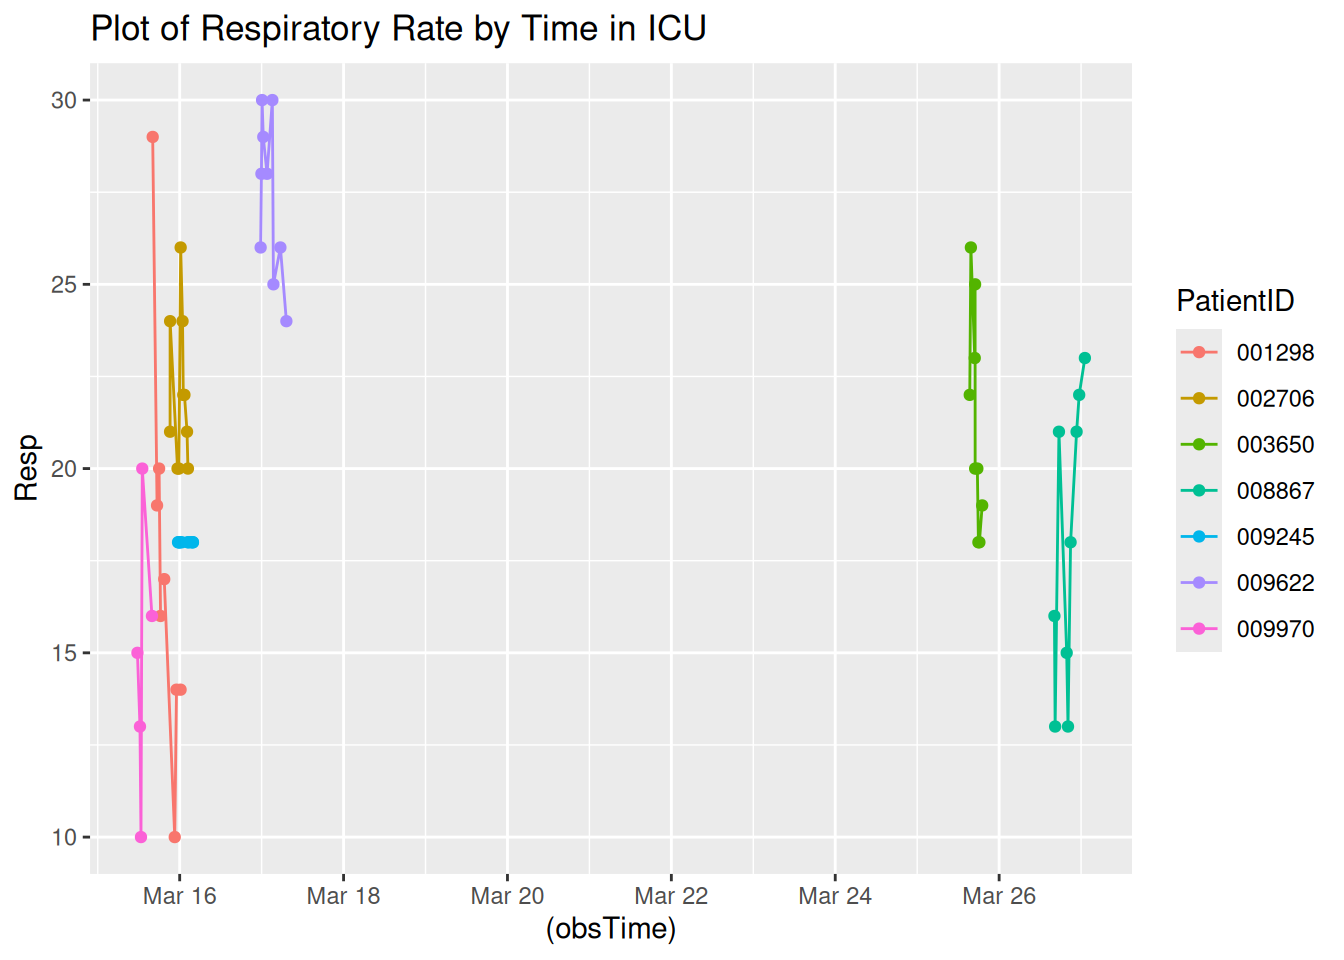 Plot of Respiratory Rate by Time in ICU
30
25
20
15
10
Resp
Mar 16 Mar 18 Mar 20 Mar 22 Mar 24 Mar 26
(obsTime)
PatientID
001298
002706
003650
008867
009245
009622
009970